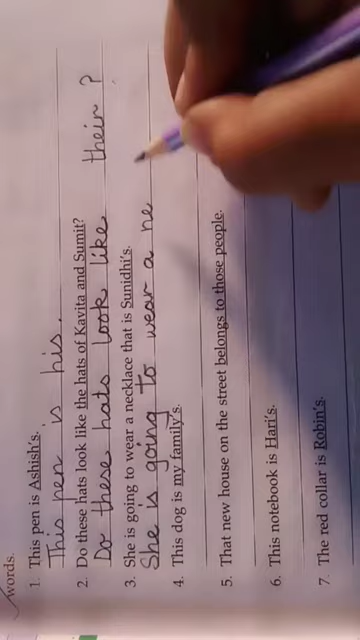 words.
1. This pen is Ashish's.
This pen is his.
2. Do these hats look like the hats of Kavita and Sumit?
Do these hats look like their ?
3. She is going to wear a necklace that is Sunidhi's.
She is going to wear a ne
4. This dog is my family's.
5. That new house on the street belongs to those people.
6. This notebook is Hari's.
7. The red collar is Robin's.